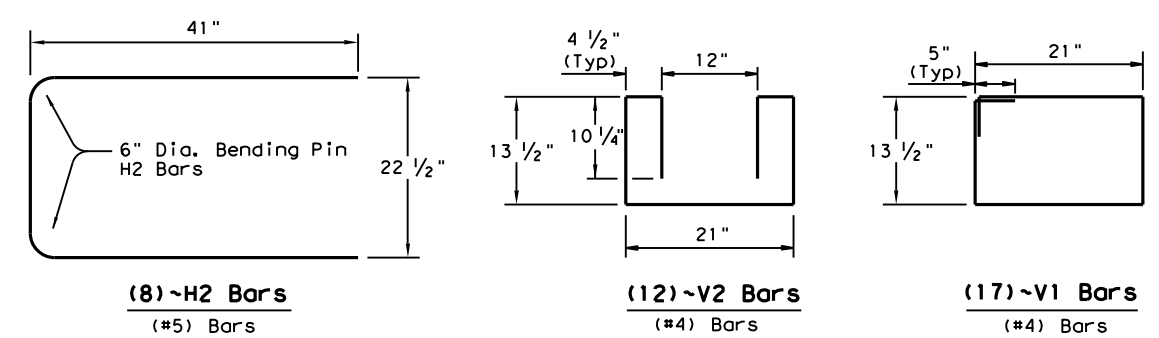 41"
6" Dia. Bending Pin
H2 Bars
22 ½"
(8)~H2 Bars
(#5) Bars
4 ½"
(Typ)
12"
13 ½"
10 ¼"
21"
(12)~V2 Bars
(#4) Bars
5"
(Typ)
21"
13 ½"
(17)~V1 Bars
(#4) Bars